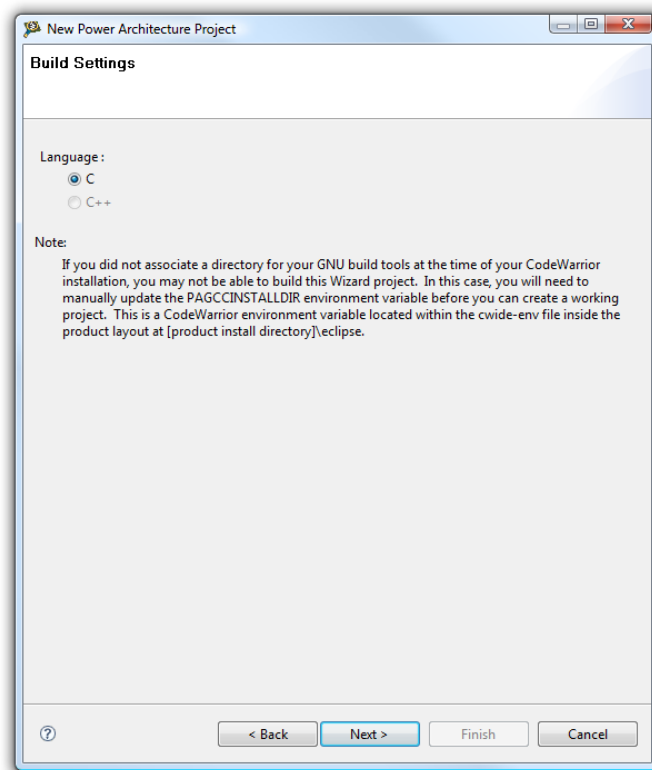 New Power Architecture Project
Build Settings
Language :
C
C++
Note:
If you did not associate a directory for your GNU build tools at the time of your CodeWarrior
installation, you may not be able to build this Wizard project.  In this case, you will need to
manually update the PAGCCINSTALLDIR environment variable before you can create a working
project.  This is a CodeWarrior environment variable located within the cwide-env file inside the
product layout at [product install directory]\eclipse.
?
< Back
Next >
Finish
Cancel